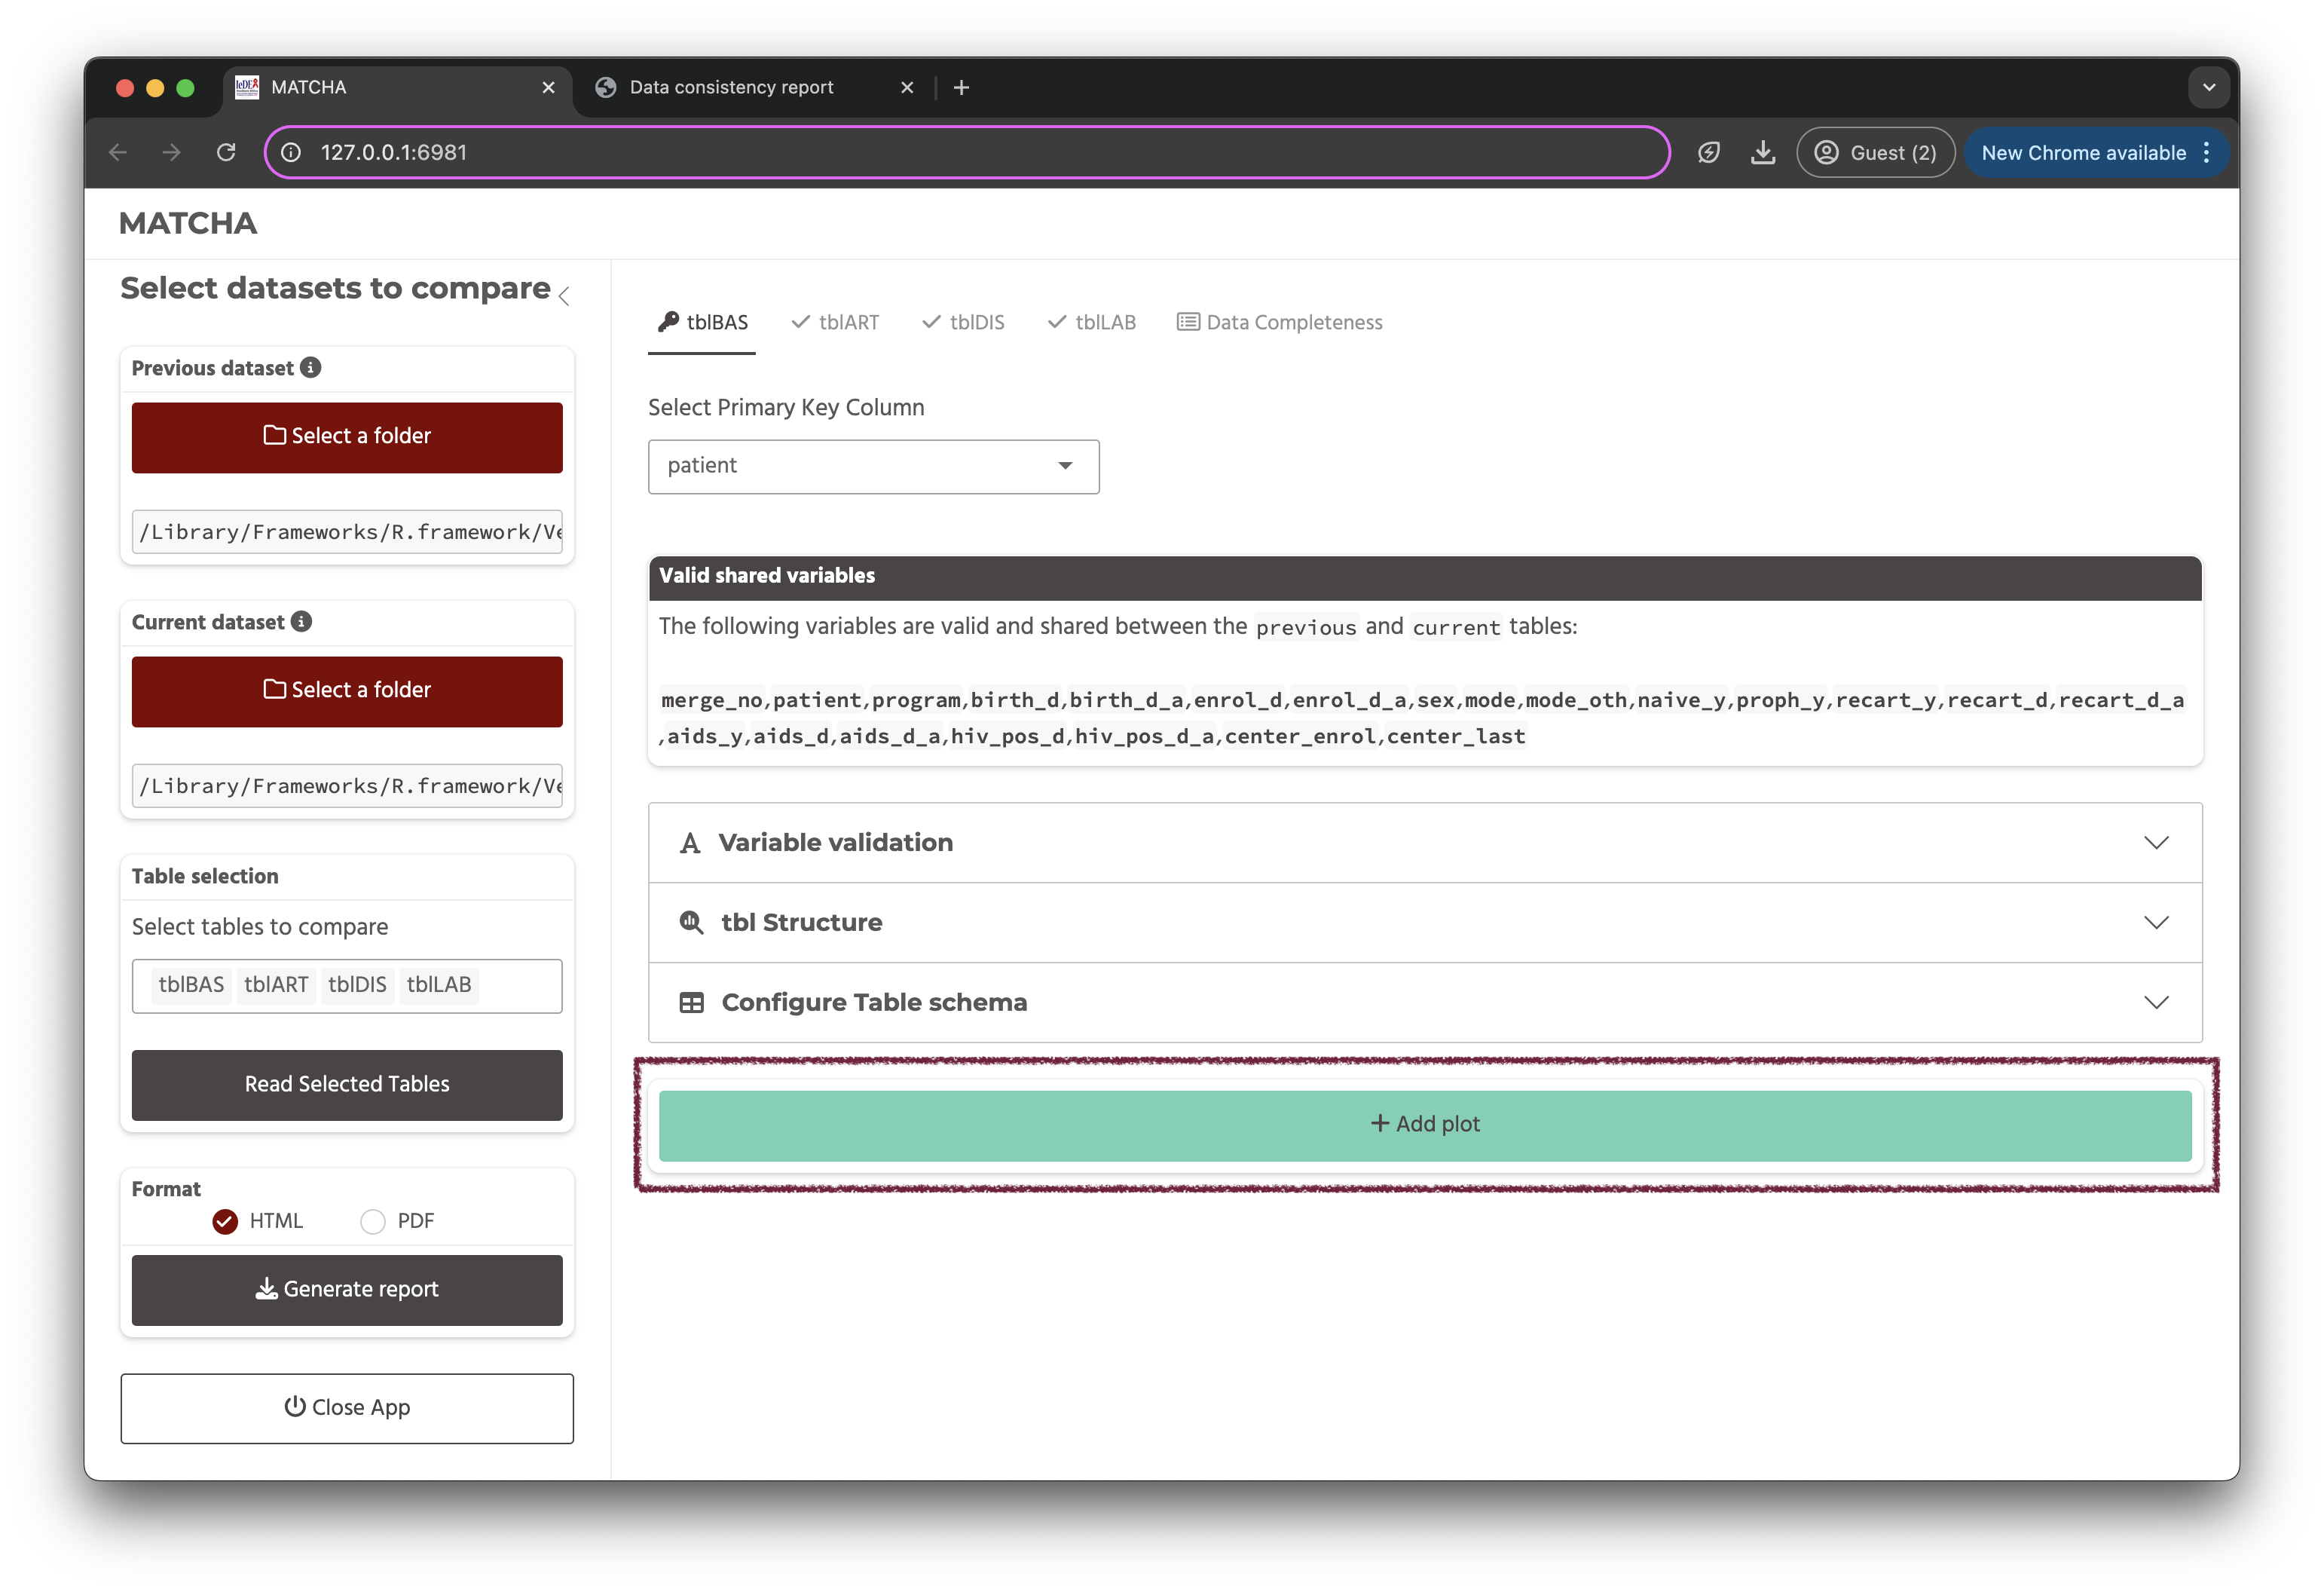 IeDEA
MATCHA
Data consistency report
127.0.0.1:6981
Guest (2)
New Chrome available
MATCHA
Select datasets to compare
Previous dataset
Select a folder
/Library/Frameworks/R.framework/Ve
Current dataset
Select a folder
/Library/Frameworks/R.framework/Ve
Table selection
Select tables to compare
tblBAS tblART tblDIS tblLAB
Read Selected Tables
Format
HTML PDF
Generate report
Close App
tblBAS tblART tblDIS tblLAB Data Completeness
Select Primary Key Column
patient
Valid shared variables
The following variables are valid and shared between the previous and current tables:
merge_no,patient,program,birth_d,birth_d_a,enrol_d,enrol_d_a,sex,mode,mode_oth,naive_y,proph_y,recart_y,recart_d,recart_d_a
,aids_y,aids_d,aids_d_a,hiv_pos_d,hiv_pos_d_a,center_enrol,center_last
Variable validation
tbl Structure
Configure Table schema
+ Add plot